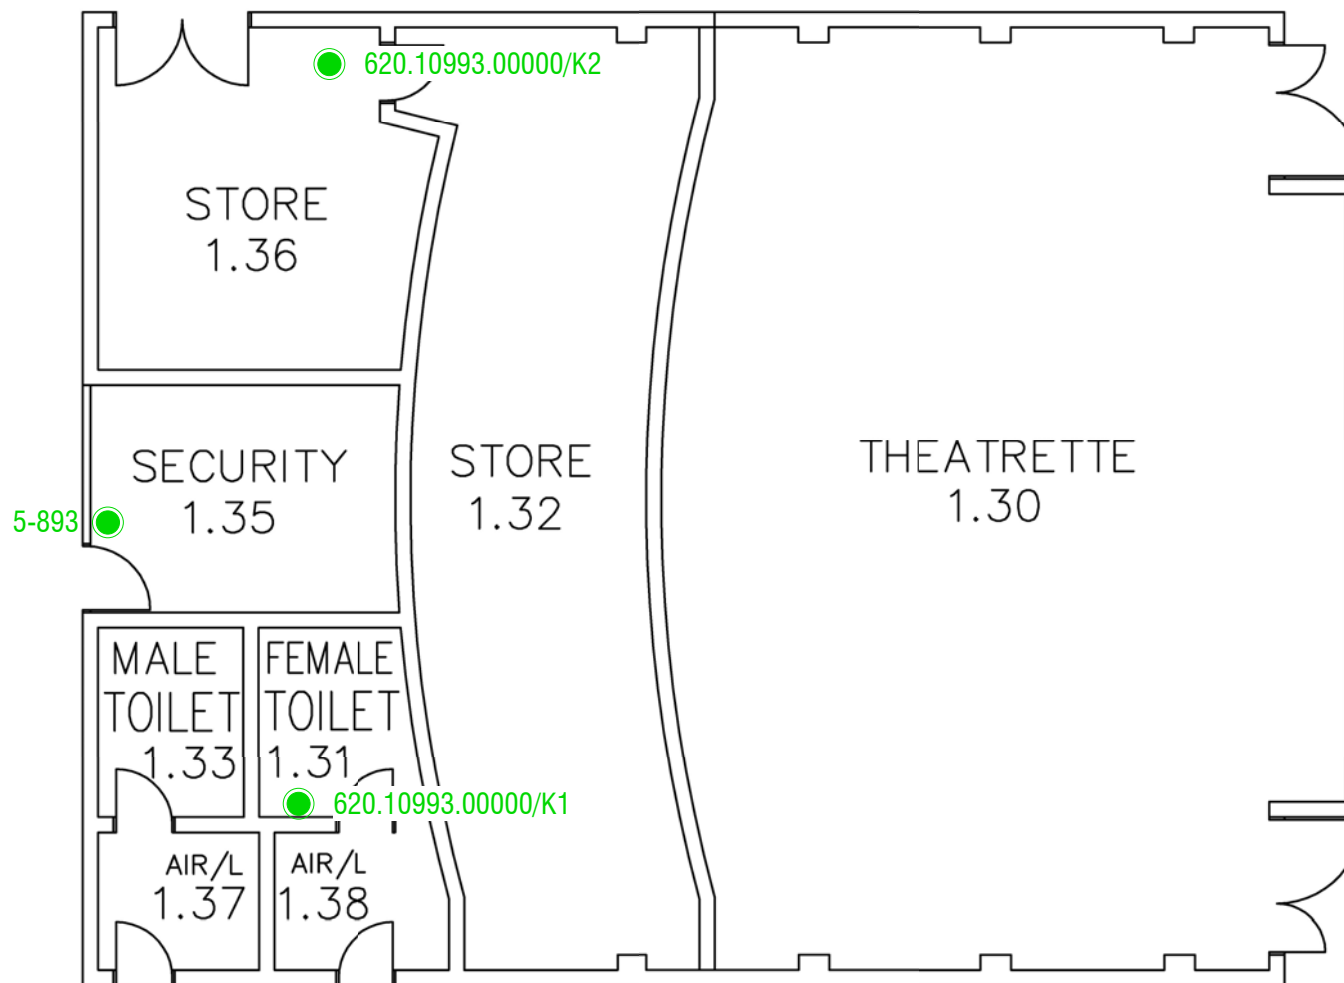 620.10993.00000/K2
STORE
1.36
SECURITY
1.35
STORE
1.32
THEATRETTE
1.30
5-893
MALE
TOILET
1.33
FEMALE
TOILET
1.31
620.10993.00000/K1
AIR/L
1.37
AIR/L
1.38